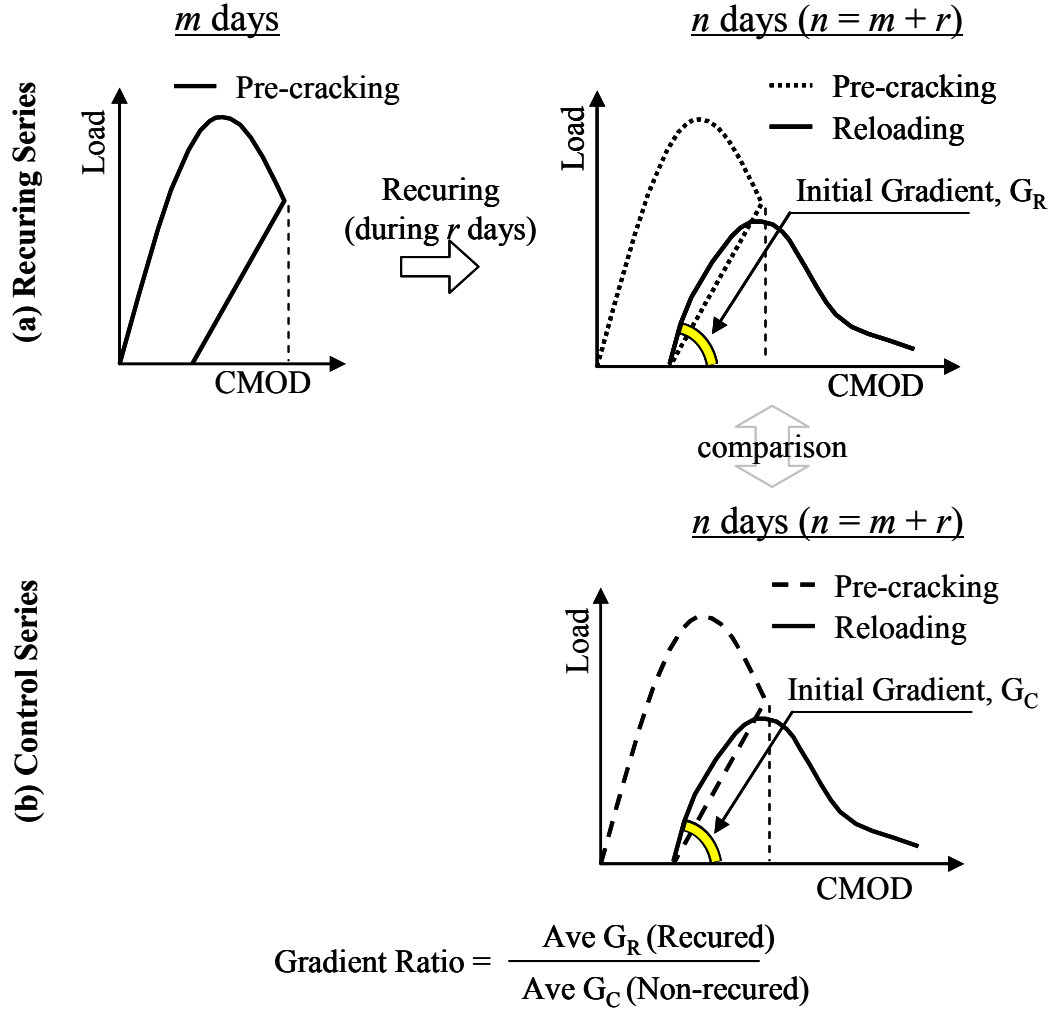 m days
Pre-cracking
Load
CMOD
(a) Recuring Series
Recuring
(during r days)
n days (n = m + r)
Pre-cracking
Reloading
Load
Initial Gradient, GR
CMOD
comparison
n days (n = m + r)
Pre-cracking
Reloading
Load
Initial Gradient, GC
CMOD
(b) Control Series
Gradient Ratio =
Ave GR (Recured)
Ave GC (Non-recured)